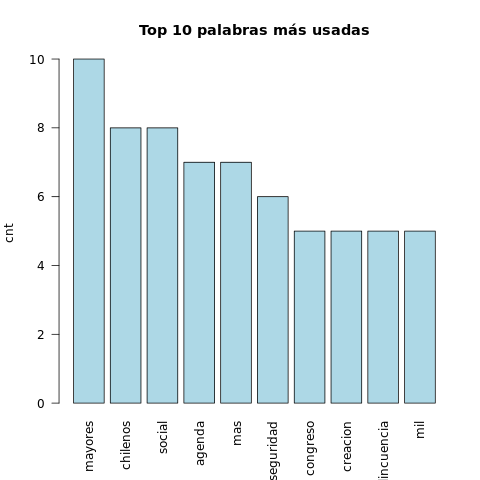 Top 10 palabras más usadas
10
8
6
4
2
0
cnt
mayores
chilenos
social
agenda
mas
seguridad
congreso
creacion
incuencia
mil